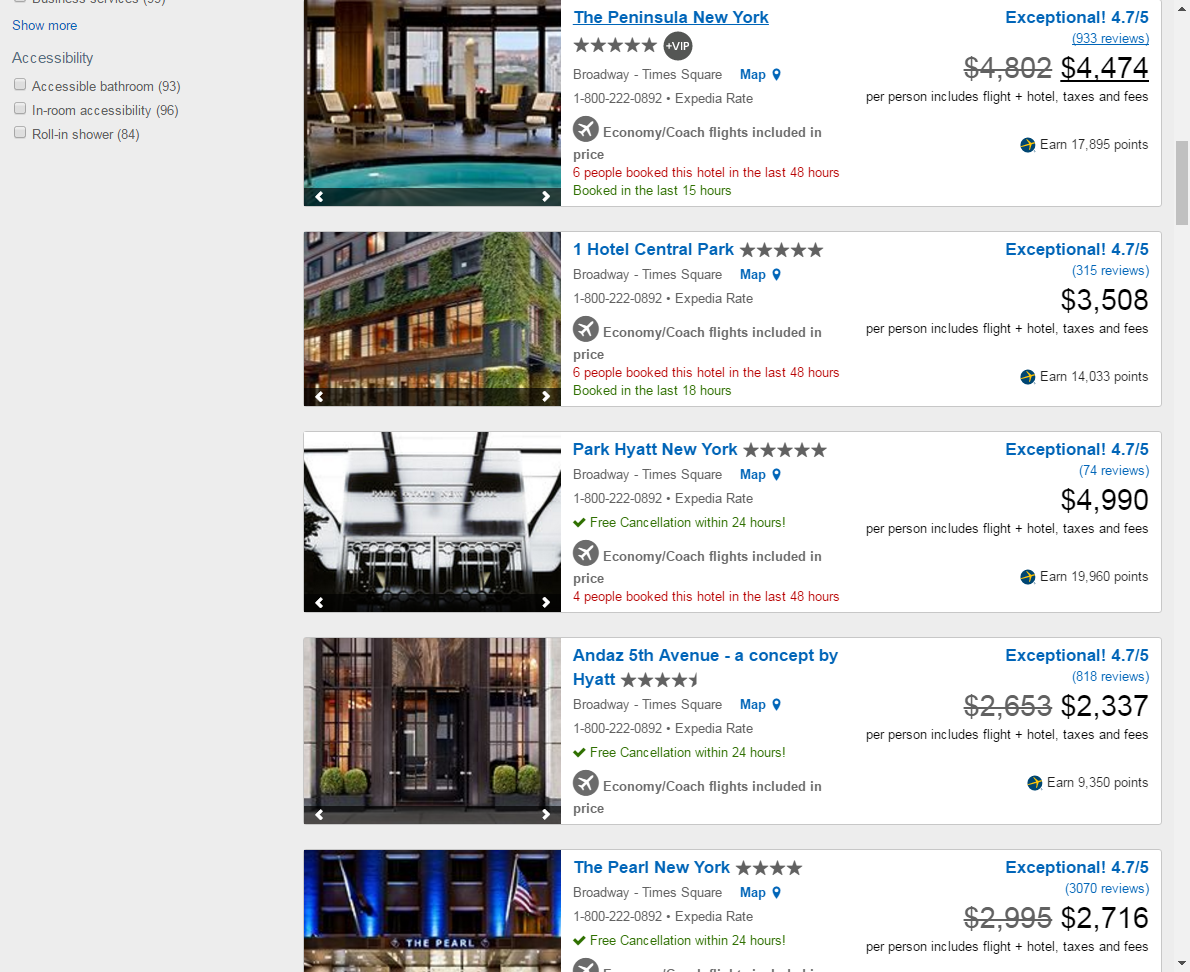 Business services (99)
Show more
Accessibility
Accessible bathroom (93)
In-room accessibility (96)
Roll-in shower (84)
The Peninsula New York
+VIP
Broadway - Times Square Map
1-800-222-0892 • Expedia Rate
Economy/Coach flights included in
price
6 people booked this hotel in the last 48 hours
Booked in the last 15 hours
Exceptional! 4.7/5
(933 reviews)
$4,802 $4,474
per person includes flight + hotel, taxes and fees
Earn 17,895 points
1 Hotel Central Park
Broadway - Times Square Map
1-800-222-0892 • Expedia Rate
Economy/Coach flights included in
price
6 people booked this hotel in the last 48 hours
Booked in the last 18 hours
Exceptional! 4.7/5
(315 reviews)
$3,508
per person includes flight + hotel, taxes and fees
Earn 14,033 points
PARK HYATT NEW YORK
Park Hyatt New York
Broadway - Times Square Map
1-800-222-0892 • Expedia Rate
Free Cancellation within 24 hours!
Economy/Coach flights included in
price
4 people booked this hotel in the last 48 hours
Exceptional! 4.7/5
(74 reviews)
$4,990
per person includes flight + hotel, taxes and fees
Earn 19,960 points
Andaz 5th Avenue - a concept by
Hyatt
Broadway - Times Square Map
1-800-222-0892 • Expedia Rate
Free Cancellation within 24 hours!
Economy/Coach flights included in
price
Exceptional! 4.7/5
(818 reviews)
$2,653 $2,337
per person includes flight + hotel, taxes and fees
Earn 9,350 points
THE PEARL
The Pearl New York
Broadway - Times Square Map
1-800-222-0892 • Expedia Rate
Free Cancellation within 24 hours!
Exceptional! 4.7/5
(3070 reviews)
$2,995 $2,716
per person includes flight + hotel, taxes and fees